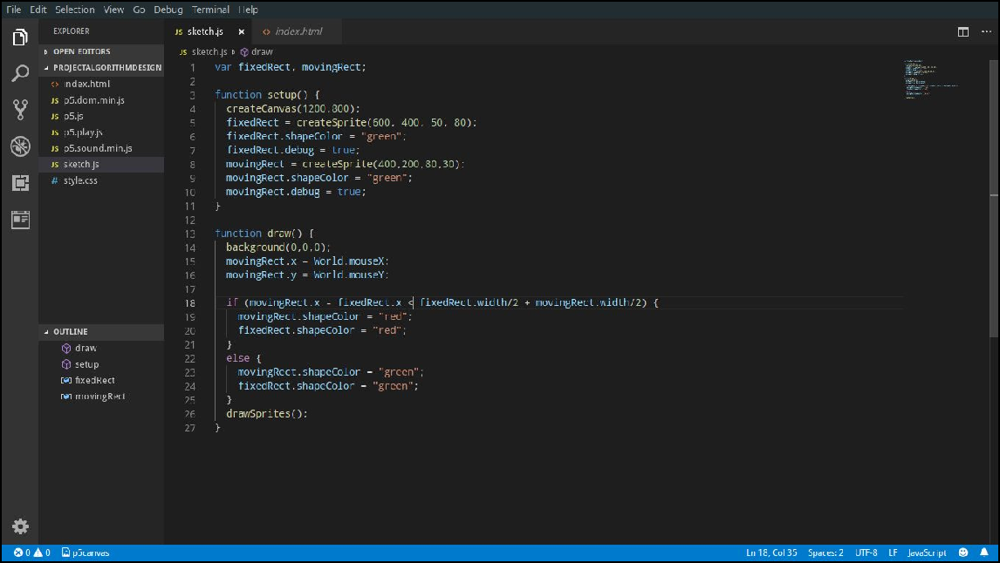 File Edit Selection View Go Debug Terminal Help
EXPLORER
OPEN EDITORS
PROJECTALGORITHMDESIGN
<> index.html
JS p5.dom.min.js
JS p5.js
JS p5.play.js
JS p5.sound.min.js
JS sketch.js
# style.css
OUTLINE
draw
setup
fixedRect
movingRect
JS sketch.js × <> index.html
JS sketch.js draw
1 var fixedRect, movingRect;
2
3 function setup() {
4 createCanvas(1200,800);
5 fixedRect = createSprite(600, 400, 50, 80);
6 fixedRect.shapeColor = "green";
7 fixedRect.debug = true;
8 movingRect = createSprite(400,200,80,30);
9 movingRect.shapeColor = "green";
10 movingRect.debug = true;
11 }
12
13 function draw() {
14 background(0,0,0);
15 movingRect.x = World.mouseX;
16 movingRect.y = World.mouseY;
17
18 if (movingRect.x - fixedRect.x < fixedRect.width/2 + movingRect.width/2) {
19 movingRect.shapeColor = "red";
20 fixedRect.shapeColor = "red";
21 }
22 else {
23 movingRect.shapeColor = "green";
24 fixedRect.shapeColor = "green";
25 }
26 drawSprites();
27 }
0 0 p5canvas Ln 18, Col 35 Spaces: 2 UTF-8 LF JavaScript